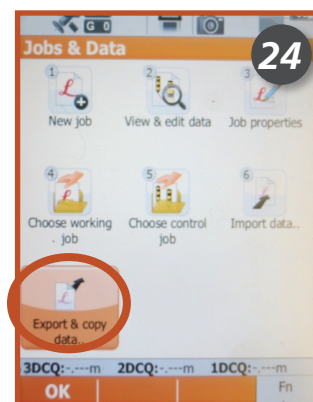 G 0
Jobs & Data
24
1 2 3
New job View & edit data Job properties
4 5 6
Choose working Choose control Import data..
. job job
Export & copy
data..
3DCQ:-.---m 2DCQ:-.---m 1DCQ:-.---m
OK Fn